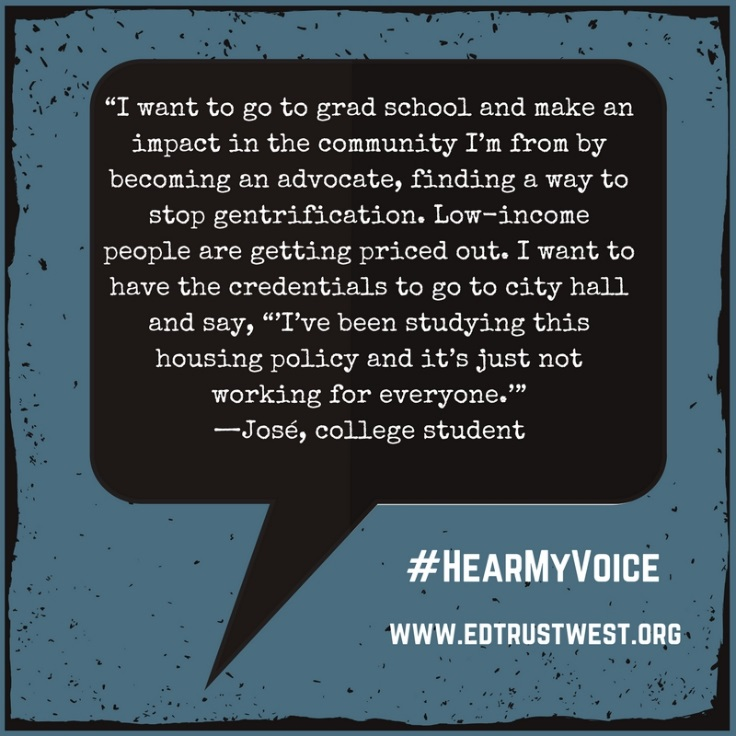 “I want to go to grad school and make an
impact in the community I’m from by
becoming an advocate, finding a way to
stop gentrification. Low-income
people are getting priced out. I want to
have the credentials to go to city hall
and say, “’I’ve been studying this
housing policy and it’s just not
working for everyone.’”
—José, college student
#HearMyVoice
www.edtrustwest.org